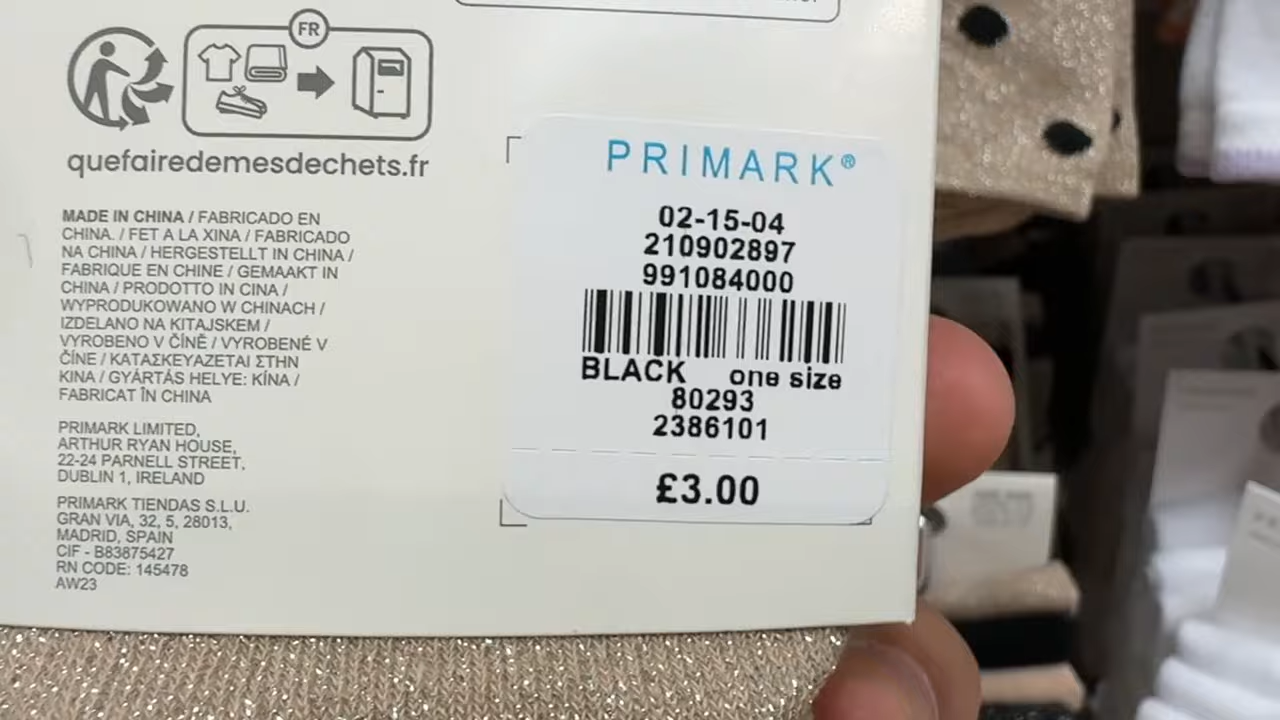 FR
quefairedemesdechets.fr
MADE IN CHINA / FABRICADO EN
CHINA. / FET A LA XINA / FABRICADO
NA CHINA / HERGESTELLT IN CHINA /
FABRIQUE EN CHINE / GEMAAKT IN
CHINA / PRODOTTO IN CINA /
WYPRODUKOWANO W CHINACH /
IZDELANO NA KITAJSKEM /
VYROBENO V ČÍNĚ / VYROBENÉ V
ČÍNE / ΚΑΤΑΣΚΕΥΑΖΕΤΑΙ ΣΤΗΝ
ΚΙΝΑ / GYÁRTÁS HELYE: KÍNA /
FABRICAT ÎN CHINA
PRIMARK LIMITED,
ARTHUR RYAN HOUSE,
22-24 PARNELL STREET,
DUBLIN 1, IRELAND
PRIMARK TIENDAS S.L.U.
GRAN VIA, 32, 5, 28013,
MADRID, SPAIN
CIF - B83875427
RN CODE: 145478
AW23
PRIMARK®
02-15-04
210902897
991084000
BLACK one size
80293
2386101
£3.00